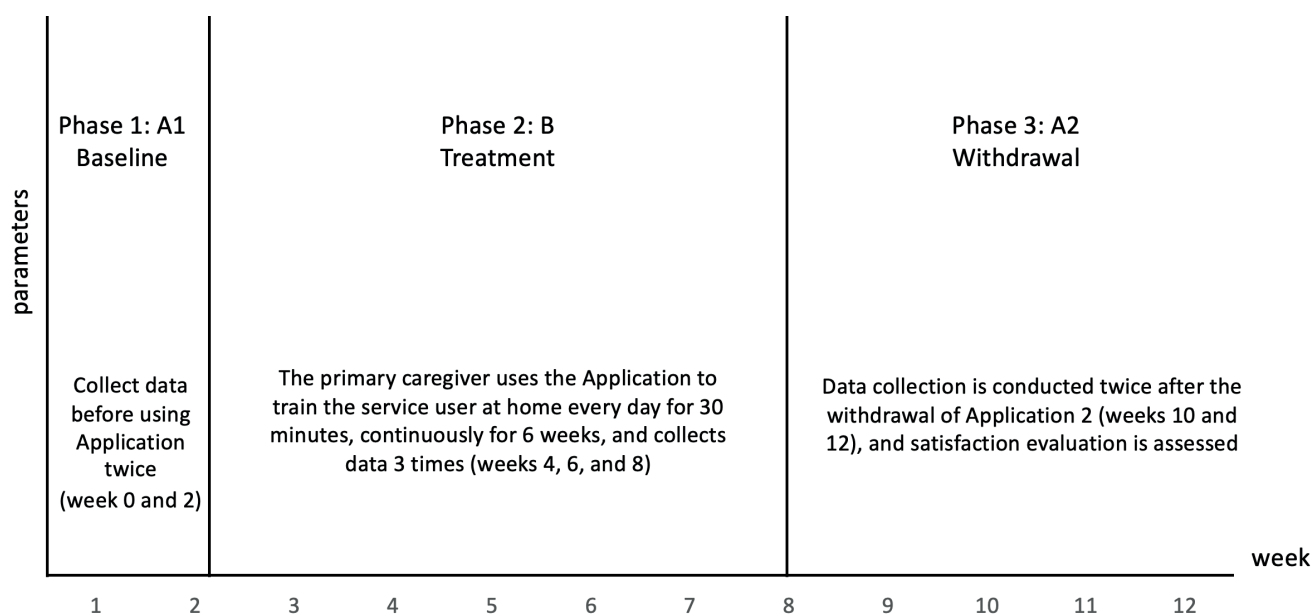 Phase 1: A1
Baseline
Phase 2: B
Treatment
Phase 3: A2
Withdrawal
parameters
Collect data
before using
Application
twice
(week 0 and 2)
The primary caregiver uses the Application to
train the service user at home every day for 30
minutes, continuously for 6 weeks, and collects
data 3 times (weeks 4, 6, and 8)
Data collection is conducted twice after the
withdrawal of Application 2 (weeks 10 and
12), and satisfaction evaluation is assessed
week
1 2 3 4 5 6 7 8 9 10 11 12